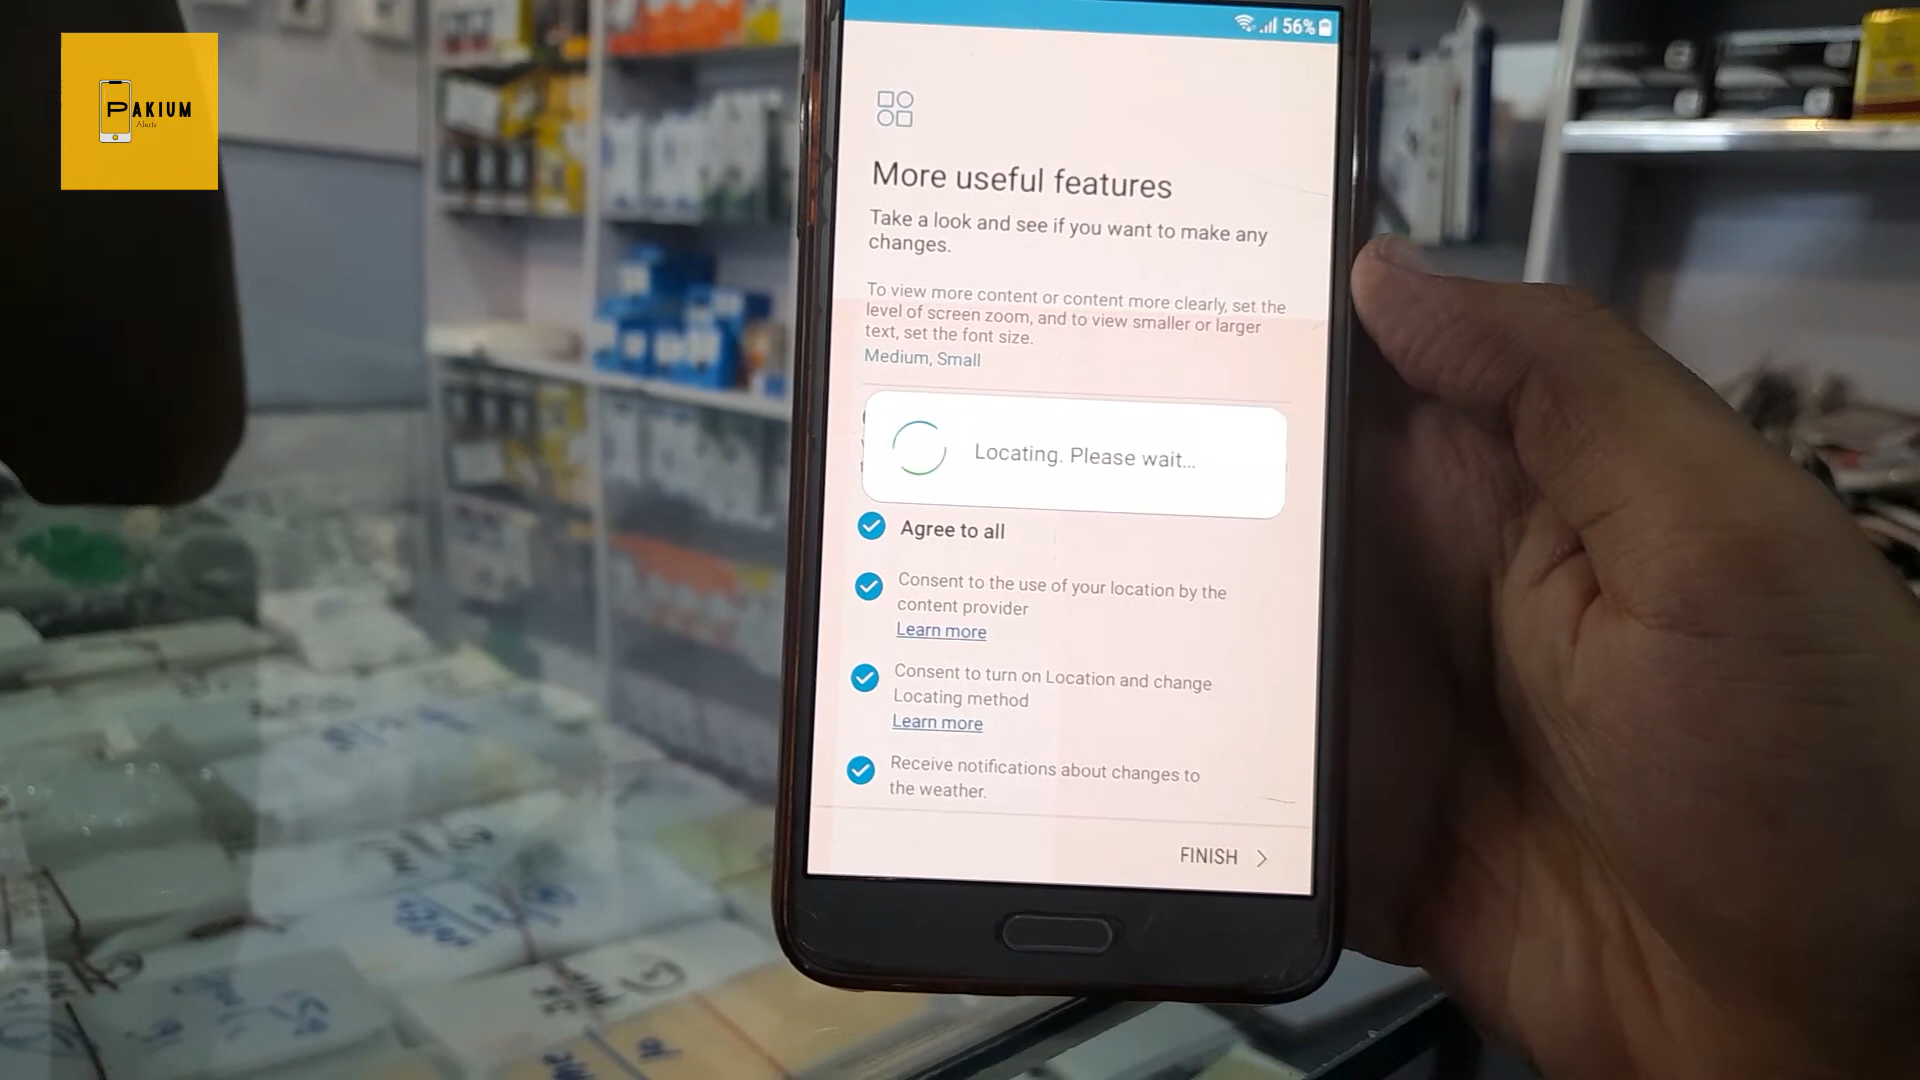 PAKIUM
Alerts
56%
More useful features
Take a look and see if you want to make any
changes.
To view more content or content more clearly, set the
level of screen zoom, and to view smaller or larger
text, set the font size.
Medium, Small
Locating. Please wait...
Agree to all
Consent to the use of your location by the
content provider
Learn more
Consent to turn on Location and change
Locating method
Learn more
Receive notifications about changes to
the weather.
FINISH